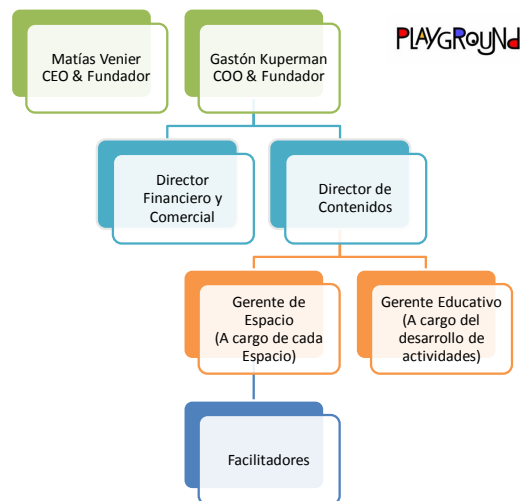 PLAYGROUNd
Matías Venier
CEO & Fundador
Gastón Kuperman
COO & Fundador
Director
Financiero y
Comercial
Director de
Contenidos
Gerente de
Espacio
(A cargo de cada
Espacio)
Gerente Educativo
(A cargo del
desarrollo de
actividades)
Facilitadores